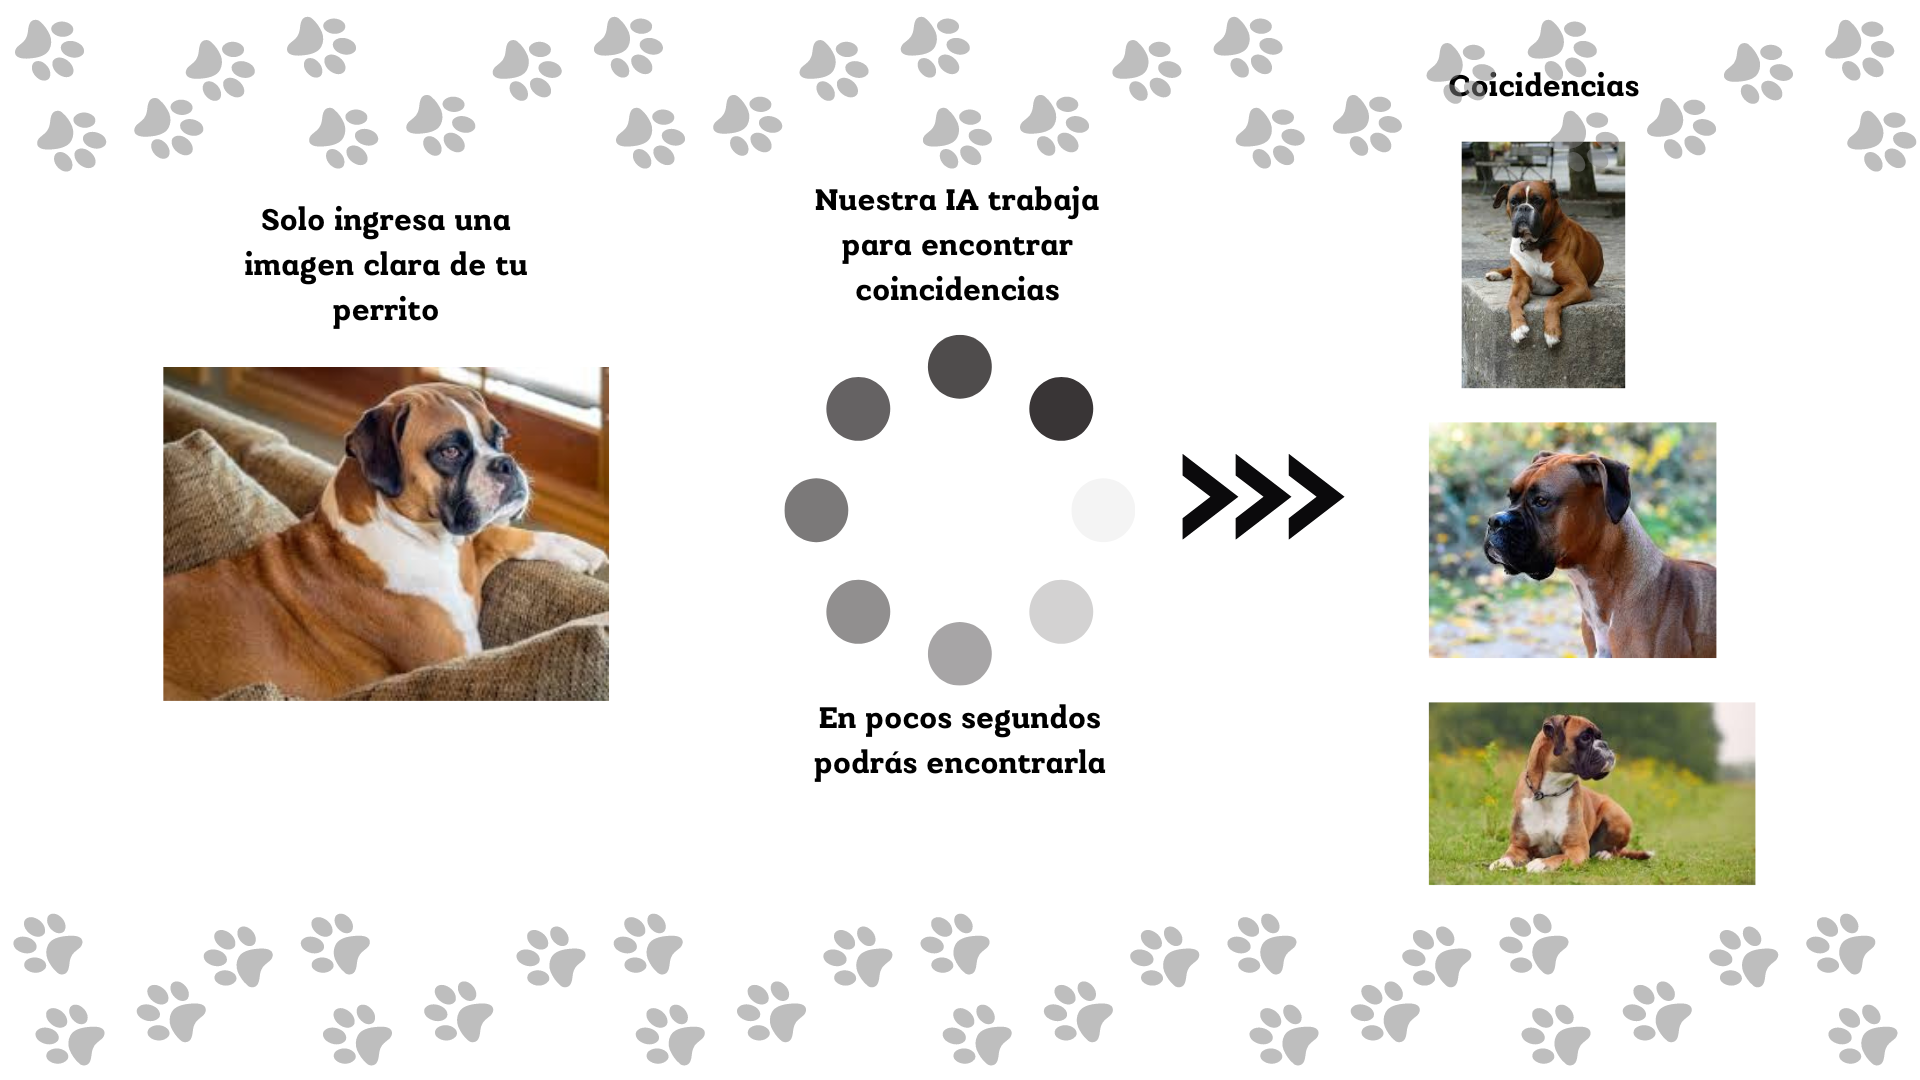 Solo ingresa una
imagen clara de tu
perrito
Nuestra IA trabaja
para encontrar
coincidencias
En pocos segundos
podrás encontrarla
Coicidencias